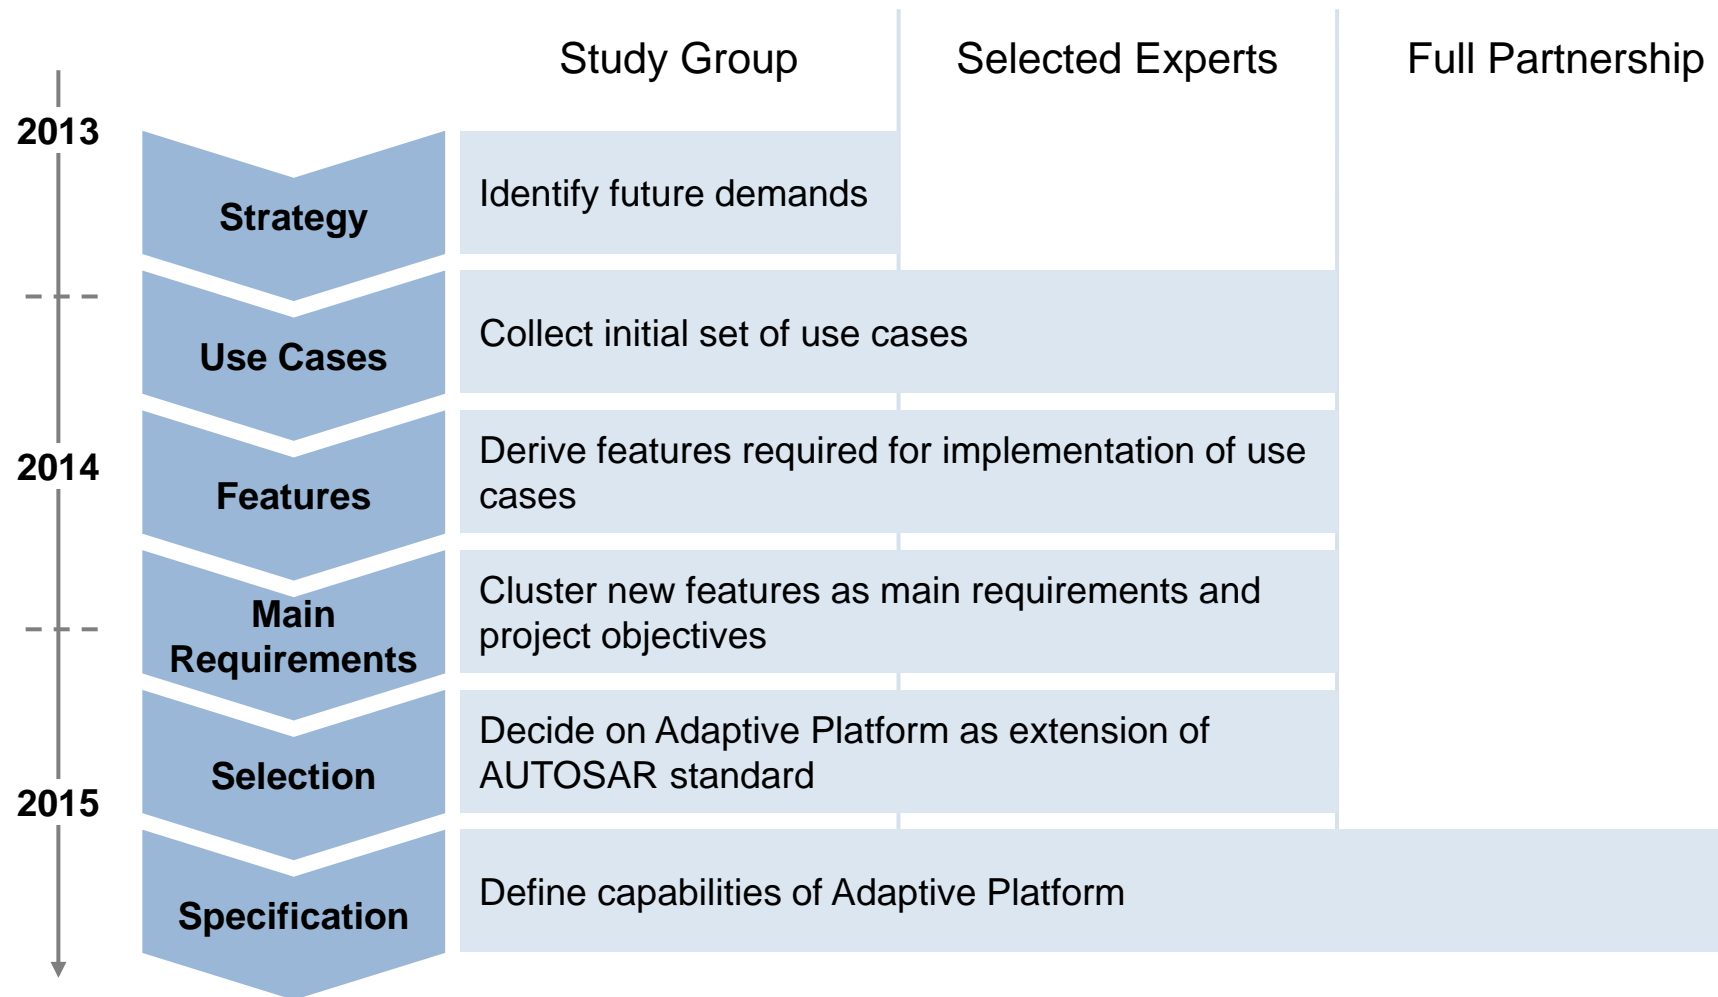 Study Group
Selected Experts
Full Partnership
2013
Strategy
Identify future demands
Use Cases
Collect initial set of use cases
2014
Features
Derive features required for implementation of use
cases
Main
Requirements
Cluster new features as main requirements and
project objectives
Selection
Decide on Adaptive Platform as extension of
AUTOSAR standard
2015
Specification
Define capabilities of Adaptive Platform